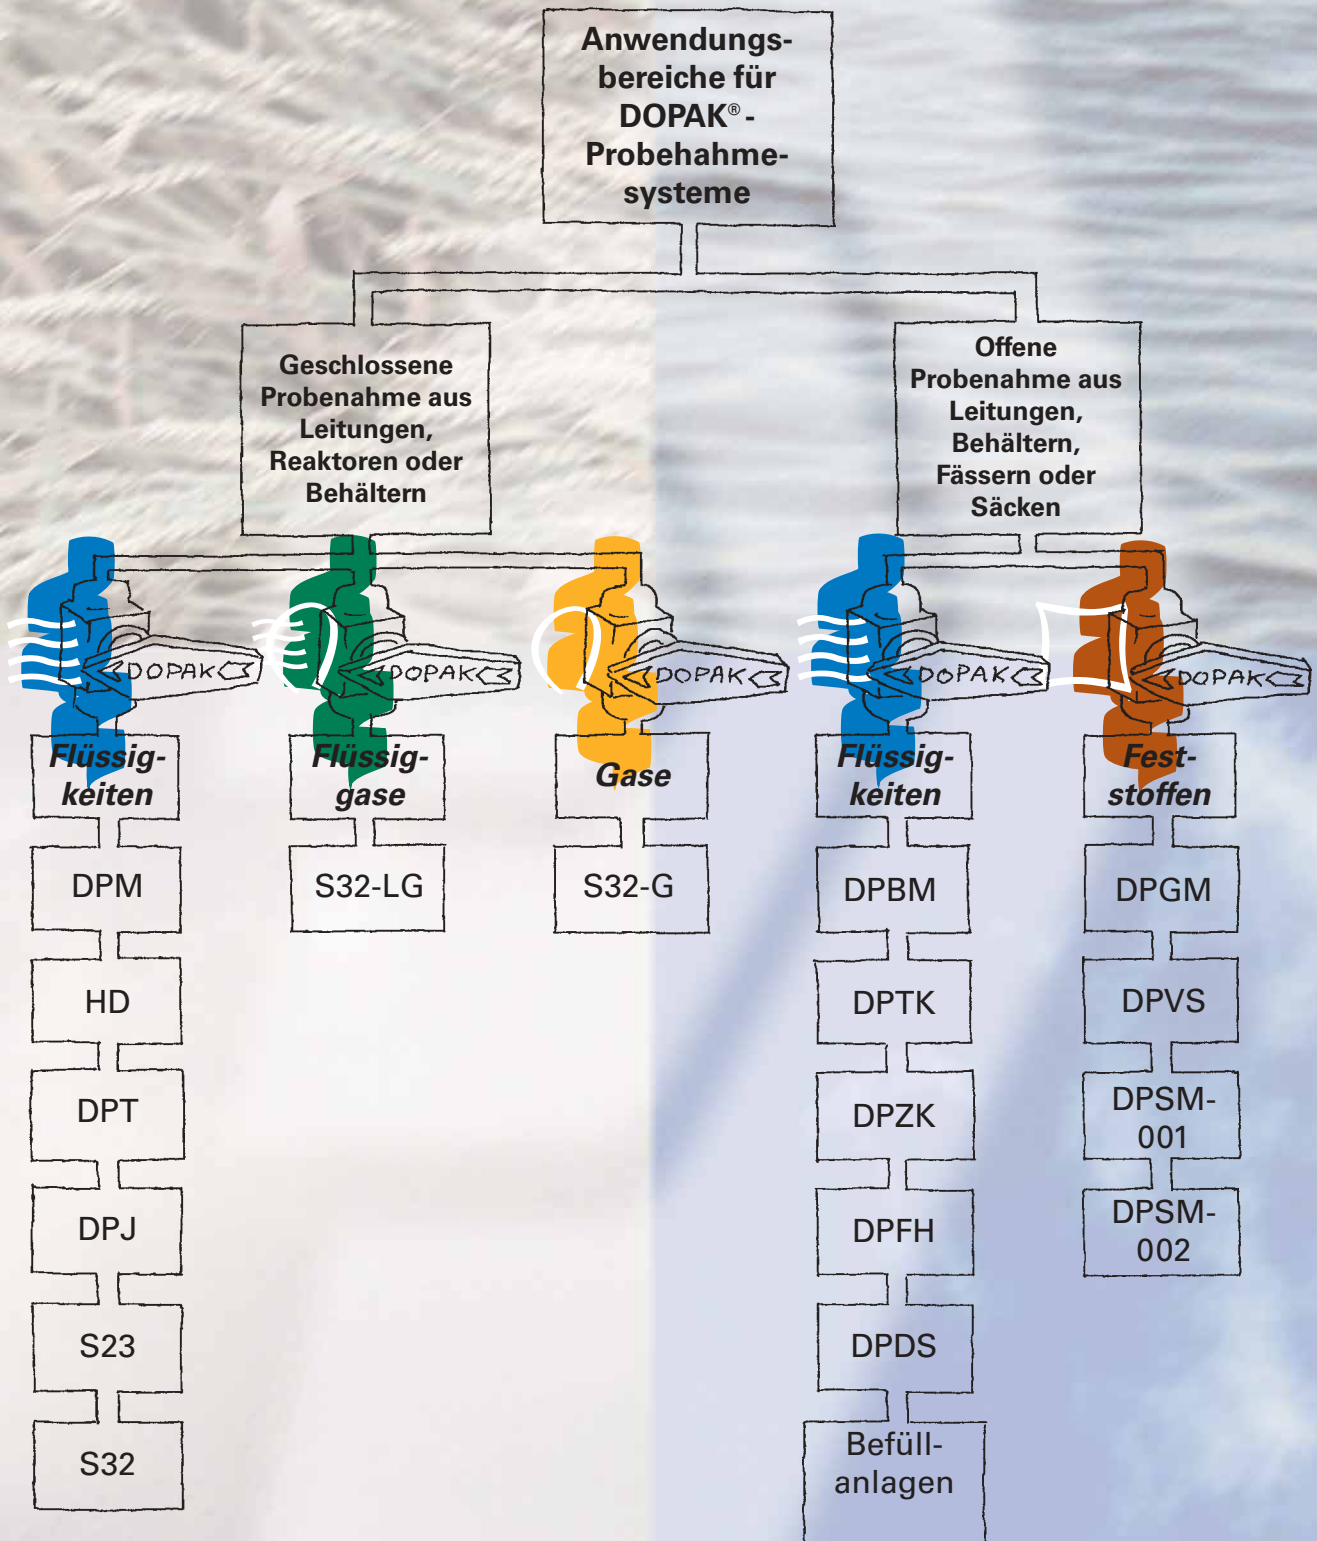 Anwendungs-
bereiche für
DOPAK® -
Probehahme-
systeme
Geschlossene
Probenahme aus
Leitungen,
Reaktoren oder
Behältern
Offene
Probenahme aus
Leitungen,
Behältern,
Fässern oder
Säcken
DOPAK
DOPAK
DOPAK
DOPAK
DOPAK
Flüssig-
keiten
Flüssig-
gase
Gase
Flüssig-
keiten
Fest-
stoffen
DPM
HD
DPT
DPJ
S23
S32
S32-LG
S32-G
DPBM
DPTK
DPZK
DPFH
DPDS
Befüll-
anlagen
DPGM
DPVS
DPSM-
001
DPSM-
002